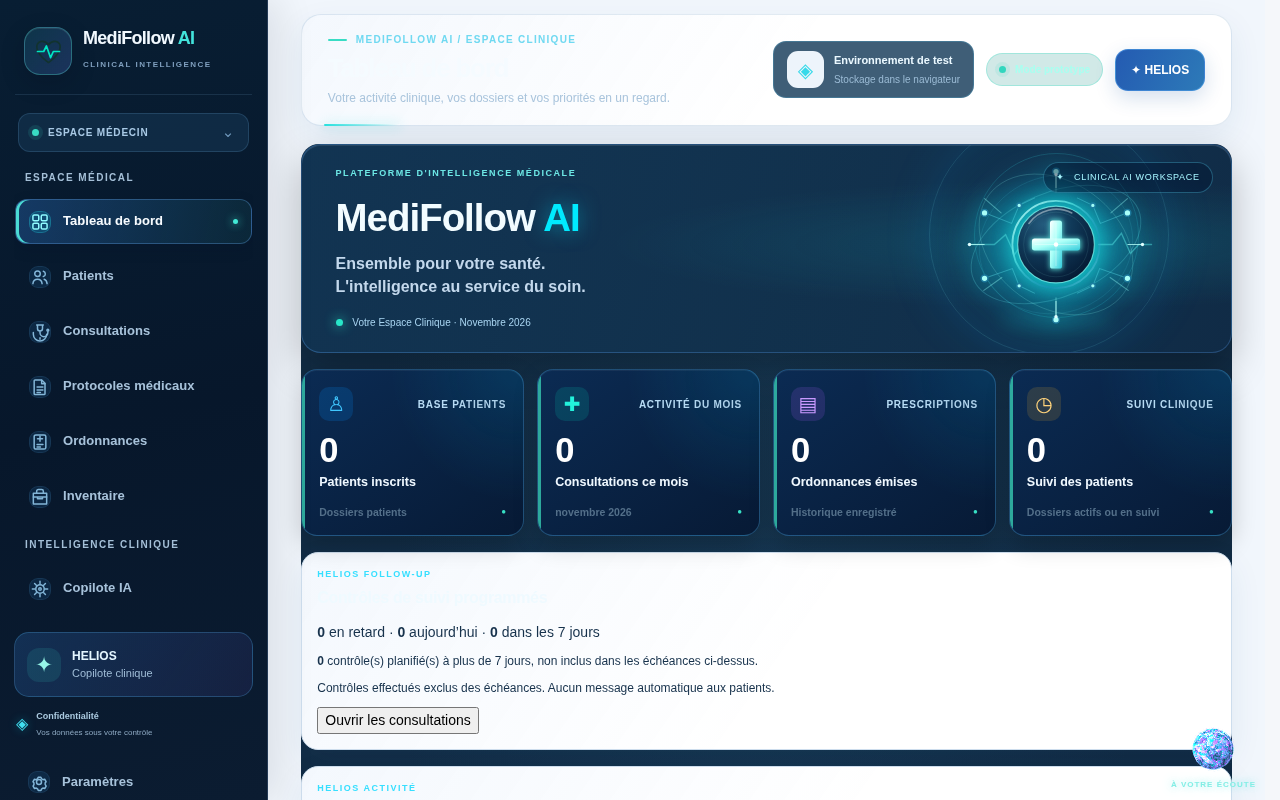 MediFollow AI
CLINICAL INTELLIGENCE
ESPACE MÉDECIN
ESPACE MÉDICAL
Tableau de bord
Patients
Consultations
Protocoles médicaux
Ordonnances
Inventaire
INTELLIGENCE CLINIQUE
Copilote IA
HELIOS
Copilote clinique
Confidentialité
Vos données sous votre contrôle
Paramètres
MEDIFOLLOW AI / ESPACE CLINIQUE
Votre activité clinique, vos dossiers et vos priorités en un regard.
Environnement de test
Stockage dans le navigateur
HELIOS
PLATEFORME D'INTELLIGENCE MÉDICALE
CLINICAL AI WORKSPACE
MediFollow AI
Ensemble pour votre santé.
L'intelligence au service du soin.
Votre Espace Clinique · Novembre 2026
BASE PATIENTS
0
Patients inscrits
Dossiers patients
ACTIVITÉ DU MOIS
0
Consultations ce mois
novembre 2026
PRESCRIPTIONS
0
Ordonnances émises
Historique enregistré
SUIVI CLINIQUE
0
Suivi des patients
Dossiers actifs ou en suivi
HELIOS FOLLOW-UP
0 en retard · 0 aujourd'hui · 0 dans les 7 jours
0 contrôle(s) planifié(s) à plus de 7 jours, non inclus dans les échéances ci-dessus.
Contrôles effectués exclus des échéances. Aucun message automatique aux patients.
Ouvrir les consultations
À VOTRE ÉCOUTE
HELIOS ACTIVITÉ